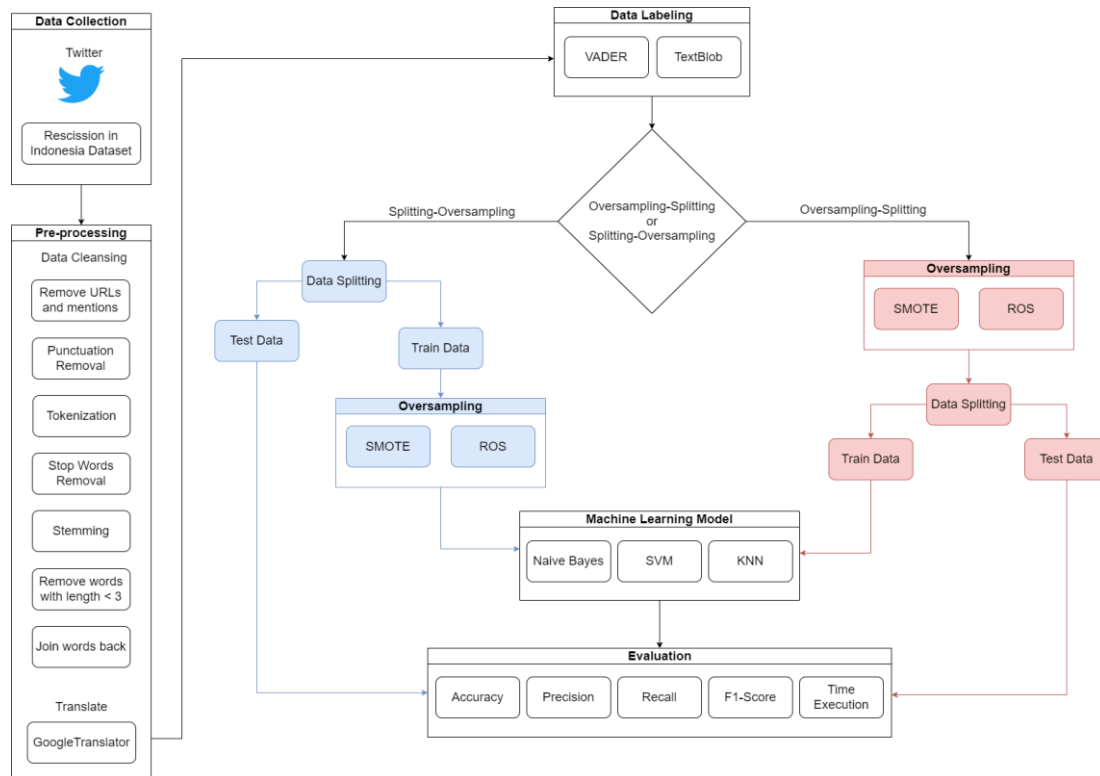 Data Collection
Twitter
Rescission in
Indonesia Dataset
Pre-processing
Data Cleansing
Remove URLs
and mentions
Punctuation
Removal
Tokenization
Stop Words
Removal
Stemming
Remove words
with length < 3
Join words back
Translate
GoogleTranslator
Data Labeling
VADER
TextBlob
Oversampling-Splitting
or
Splitting-Oversampling
Splitting-Oversampling
Data Splitting
Test Data
Train Data
Oversampling
SMOTE
ROS
Oversampling-Splitting
Oversampling
SMOTE
ROS
Data Splitting
Train Data
Test Data
Machine Learning Model
Naive Bayes
SVM
KNN
Evaluation
Accuracy
Precision
Recall
F1-Score
Time
Execution